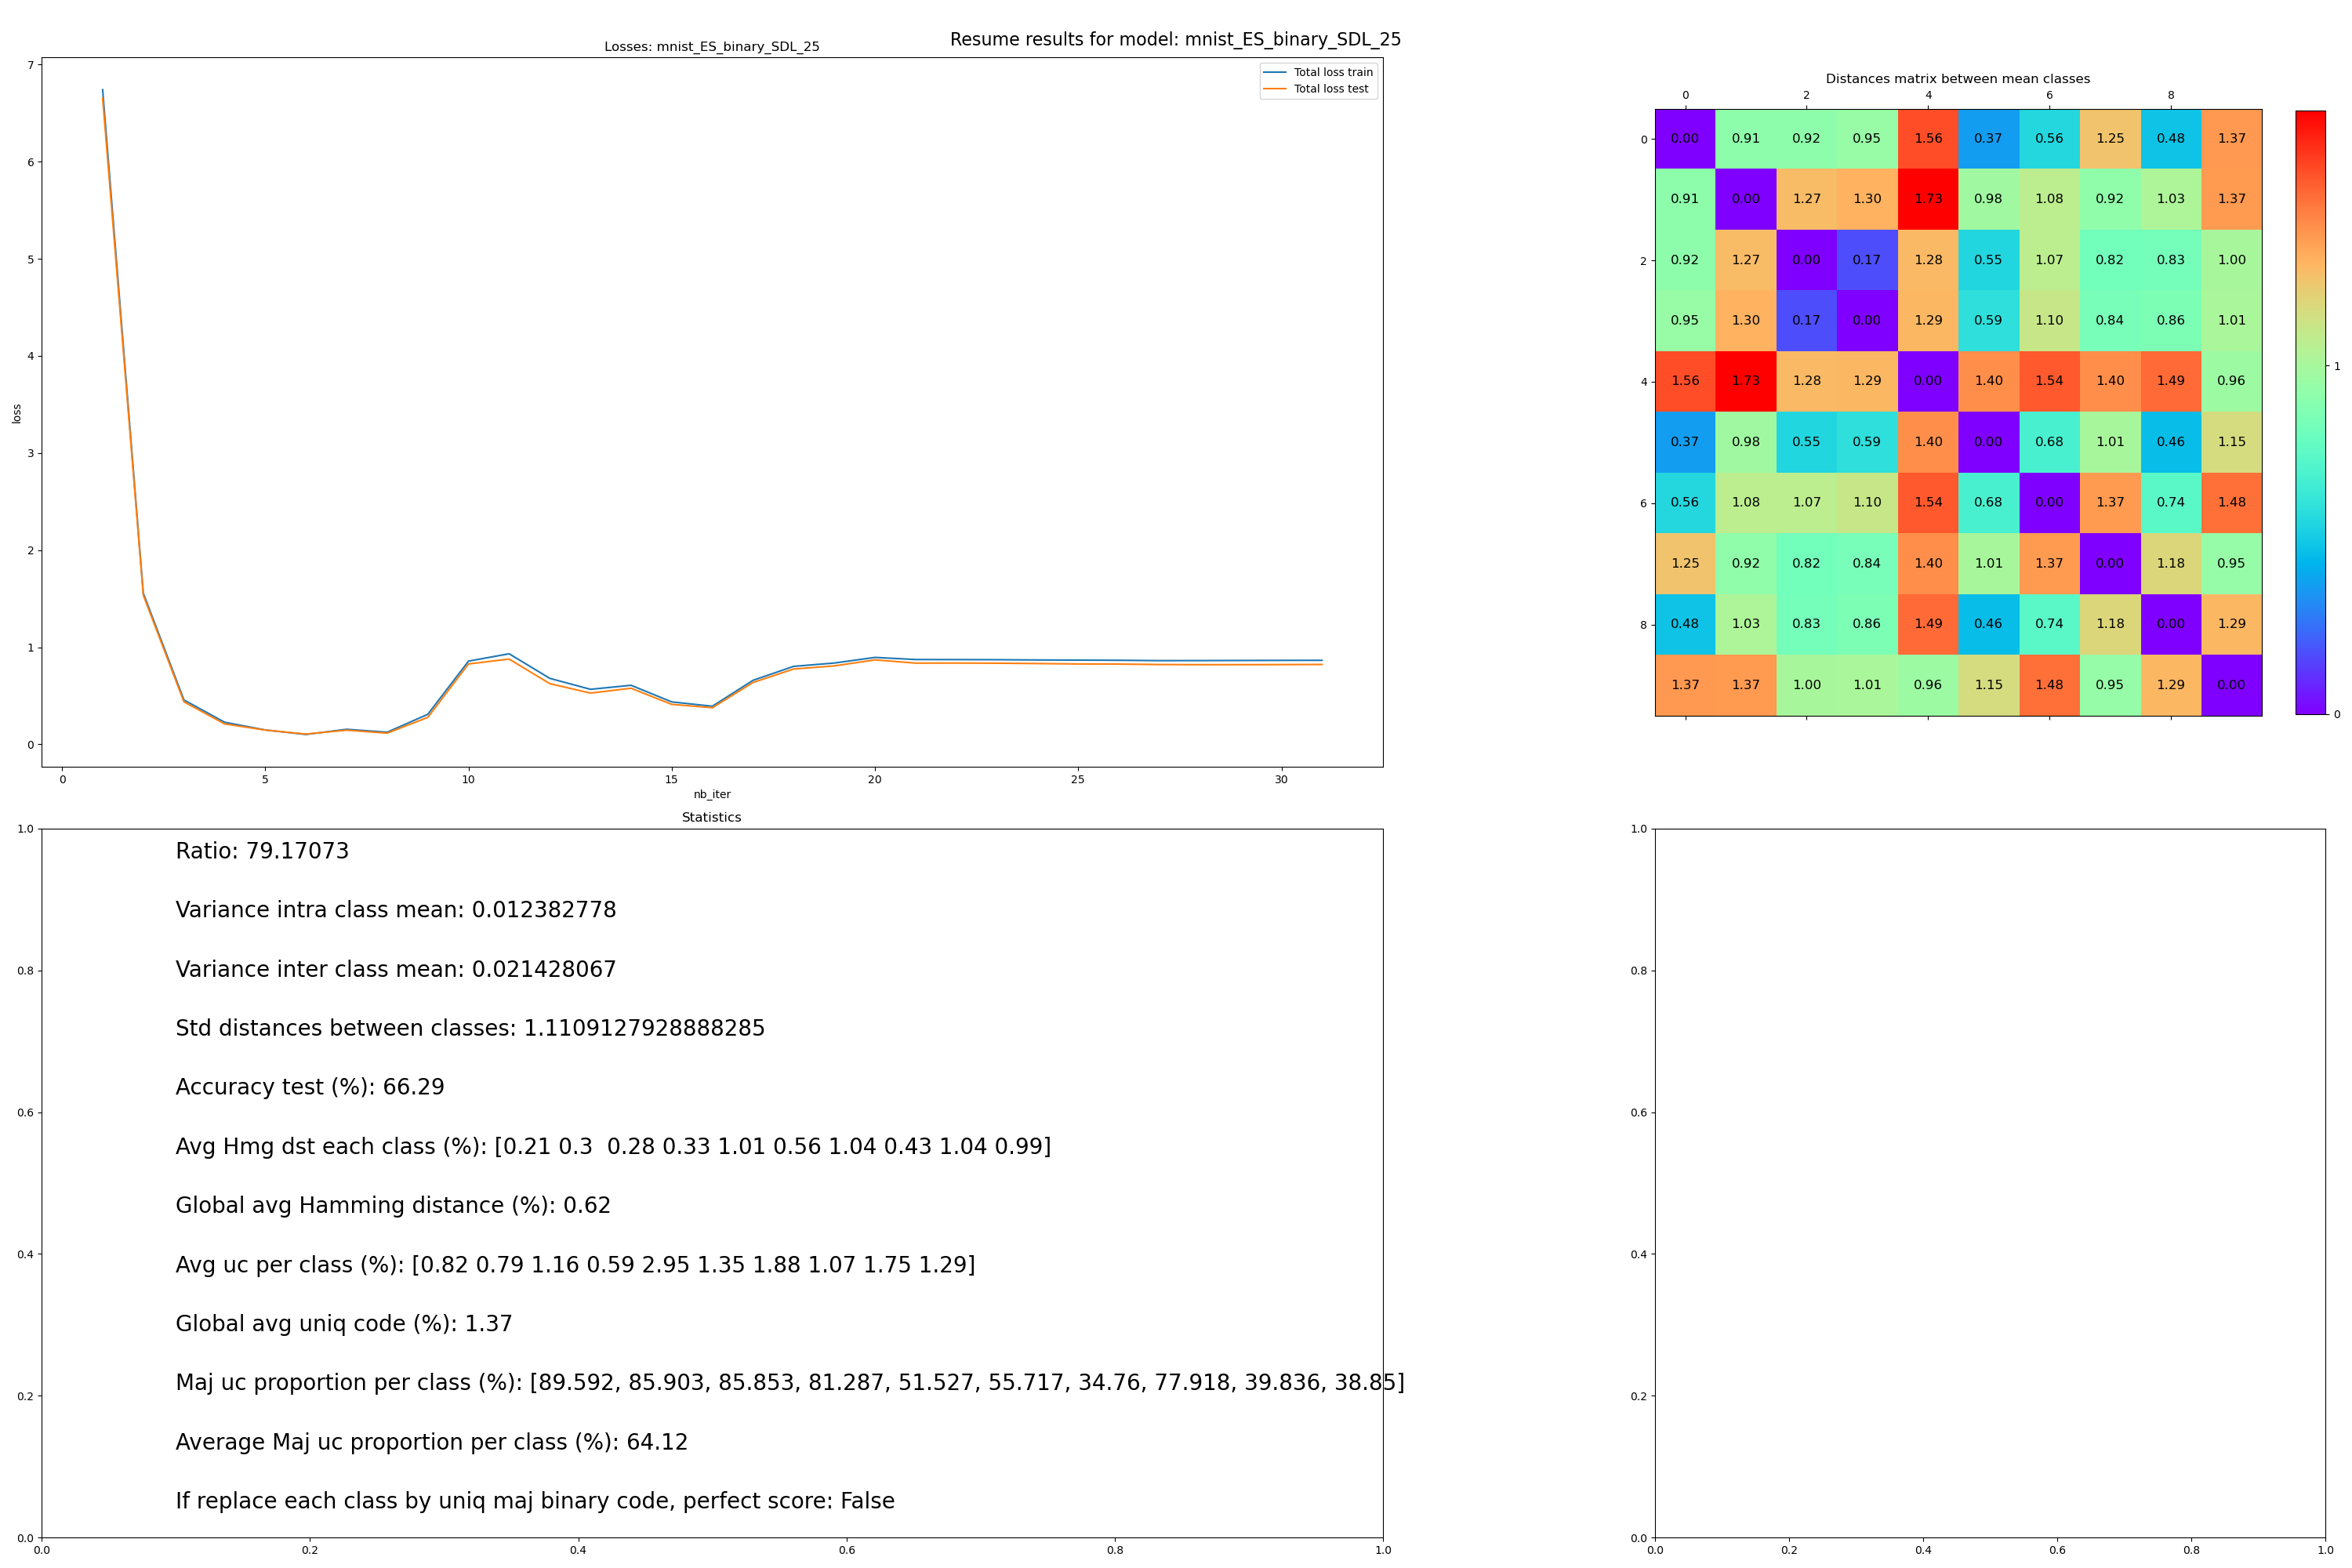 Resume results for model: mnist_ES_binary_SDL_25
Losses: mnist_ES_binary_SDL_25
Total loss train
Total loss test
7
6
5
4
3
2
1
0
loss
0 5 10 15 20 25 30
nb_iter
Distances matrix between mean classes
0 2 4 6 8
0 0.00 0.91 0.92 0.95 1.56 0.37 0.56 1.25 0.48 1.37
0.91 0.00 1.27 1.30 1.73 0.98 1.08 0.92 1.03 1.37
2 0.92 1.27 0.00 0.17 1.28 0.55 1.07 0.82 0.83 1.00
0.95 1.30 0.17 0.00 1.29 0.59 1.10 0.84 0.86 1.01
4 1.56 1.73 1.28 1.29 0.00 1.40 1.54 1.40 1.49 0.96
0.37 0.98 0.55 0.59 1.40 0.00 0.68 1.01 0.46 1.15
6 0.56 1.08 1.07 1.10 1.54 0.68 0.00 1.37 0.74 1.48
1.25 0.92 0.82 0.84 1.40 1.01 1.37 0.00 1.18 0.95
8 0.48 1.03 0.83 0.86 1.49 0.46 0.74 1.18 0.00 1.29
1.37 1.37 1.00 1.01 0.96 1.15 1.48 0.95 1.29 0.00
1
0
Statistics
Ratio: 79.17073
Variance intra class mean: 0.012382778
Variance inter class mean: 0.021428067
Std distances between classes: 1.1109127928888285
Accuracy test (%): 66.29
Avg Hmg dst each class (%): [0.21 0.3  0.28 0.33 1.01 0.56 1.04 0.43 1.04 0.99]
Global avg Hamming distance (%): 0.62
Avg uc per class (%): [0.82 0.79 1.16 0.59 2.95 1.35 1.88 1.07 1.75 1.29]
Global avg uniq code (%): 1.37
Maj uc proportion per class (%): [89.592, 85.903, 85.853, 81.287, 51.527, 55.717, 34.76, 77.918, 39.836, 38.85]
Average Maj uc proportion per class (%): 64.12
If replace each class by uniq maj binary code, perfect score: False
1.0
0.8
0.6
0.4
0.2
0.0
0.0 0.2 0.4 0.6 0.8 1.0
1.0
0.8
0.6
0.4
0.2
0.0
0.0 0.2 0.4 0.6 0.8 1.0